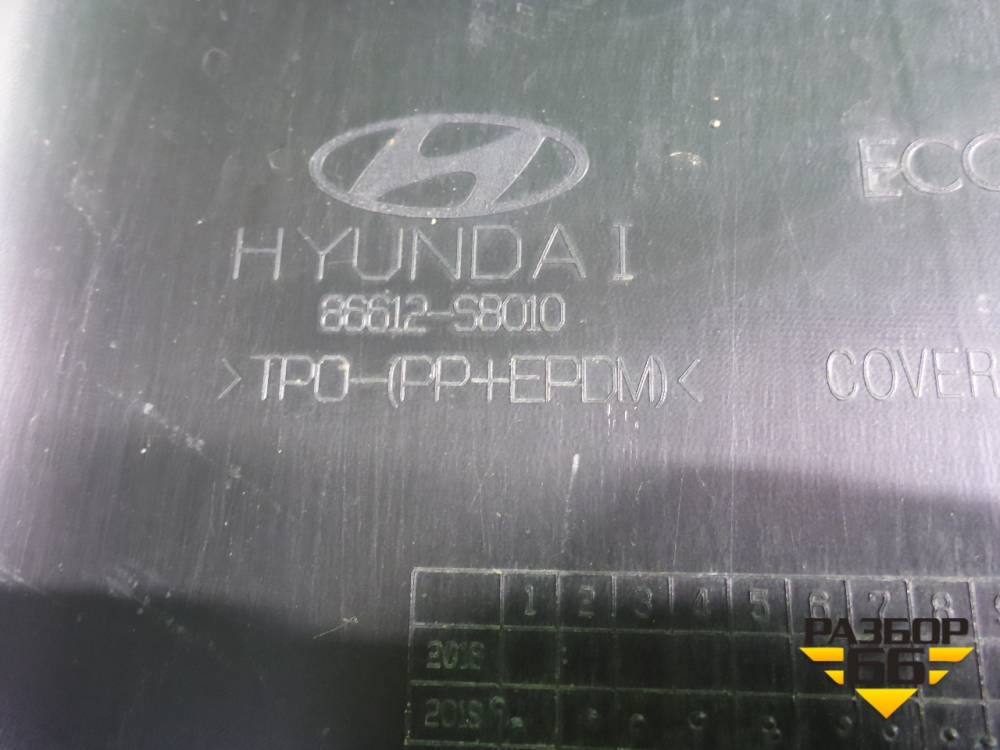 HYUNDAI
86612-S8010
>TPO-(PP+EPDM)<
ECO
COVER
1 2 3 4 5 6 7 8 9
2018
2019
РАЗБОР
66